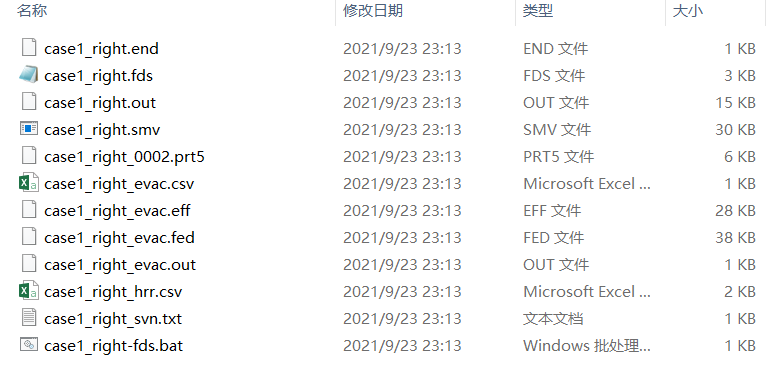 名称 修改日期 类型 大小
case1_right.end 2021/9/23 23:13 END 文件 1 KB
case1_right.fds 2021/9/23 23:13 FDS 文件 3 KB
case1_right.out 2021/9/23 23:13 OUT 文件 15 KB
case1_right.smv 2021/9/23 23:13 SMV 文件 30 KB
case1_right_0002.prt5 2021/9/23 23:13 PRT5 文件 6 KB
case1_right_evac.csv 2021/9/23 23:13 Microsoft Excel ... 1 KB
case1_right_evac.eff 2021/9/23 23:13 EFF 文件 28 KB
case1_right_evac.fed 2021/9/23 23:13 FED 文件 38 KB
case1_right_evac.out 2021/9/23 23:13 OUT 文件 1 KB
case1_right_hrr.csv 2021/9/23 23:13 Microsoft Excel ... 2 KB
case1_right_svn.txt 2021/9/23 23:13 文本文档 1 KB
case1_right-fds.bat 2021/9/23 23:13 Windows 批处理... 1 KB